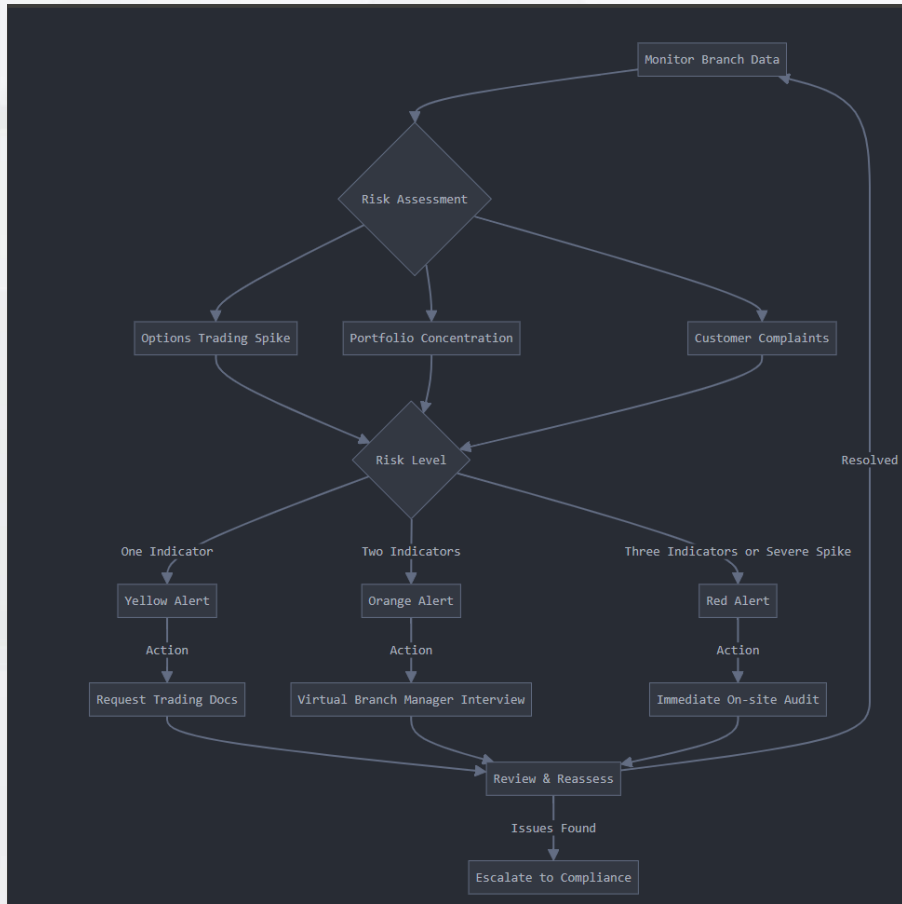 Monitor Branch Data
Risk Assessment
Options Trading Spike
Portfolio Concentration
Customer Complaints
Risk Level
Resolved
One Indicator
Two Indicators
Three Indicators or Severe Spike
Yellow Alert
Orange Alert
Red Alert
Action
Action
Action
Request Trading Docs
Virtual Branch Manager Interview
Immediate On-site Audit
Review & Reassess
Issues Found
Escalate to Compliance